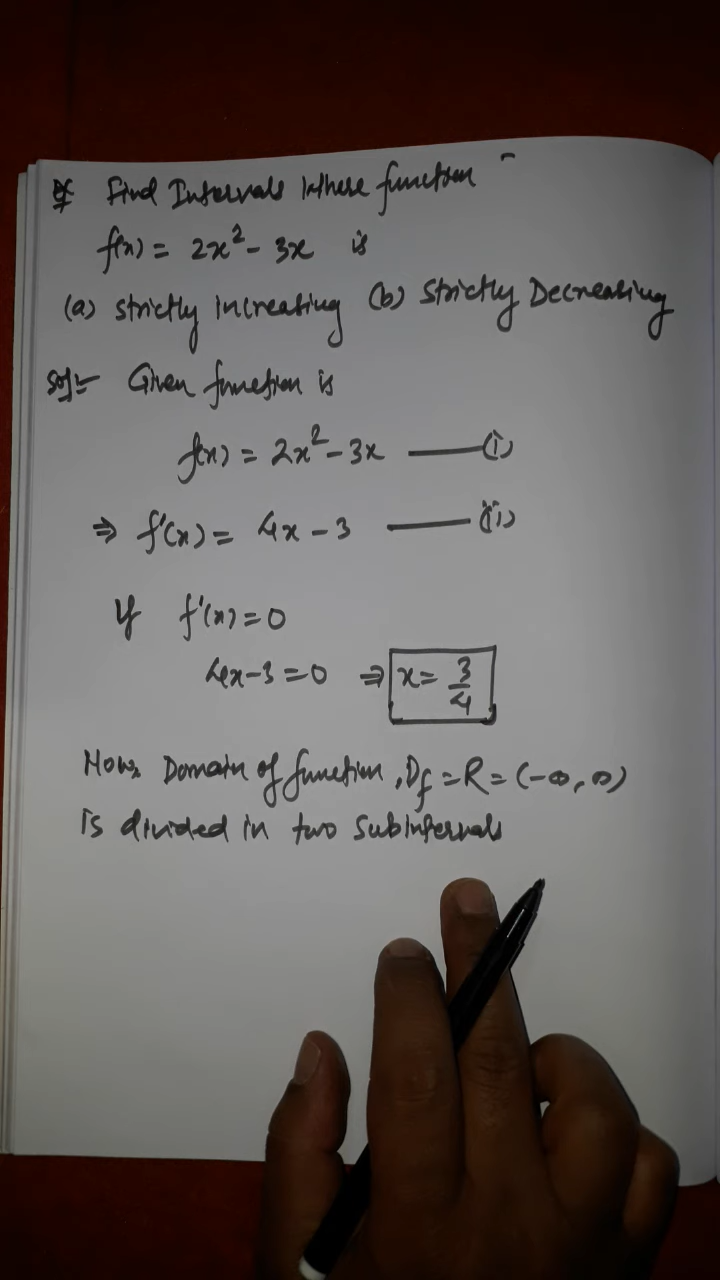 Find Intervals Where function
f(x) = 2x² - 3x is
(a) Strictly Increasing (b) Strictly Decreasing
Sol:- Given function is
f(x) = 2x² - 3x ——— (i)
⇒ f'(x) = 4x - 3 ——— (ii)
If f'(x) = 0
4x-3 = 0 ⇒ x = 3/4
Now, Domain of function, Df = R = (-∞, ∞)
is divided in two Subintervals